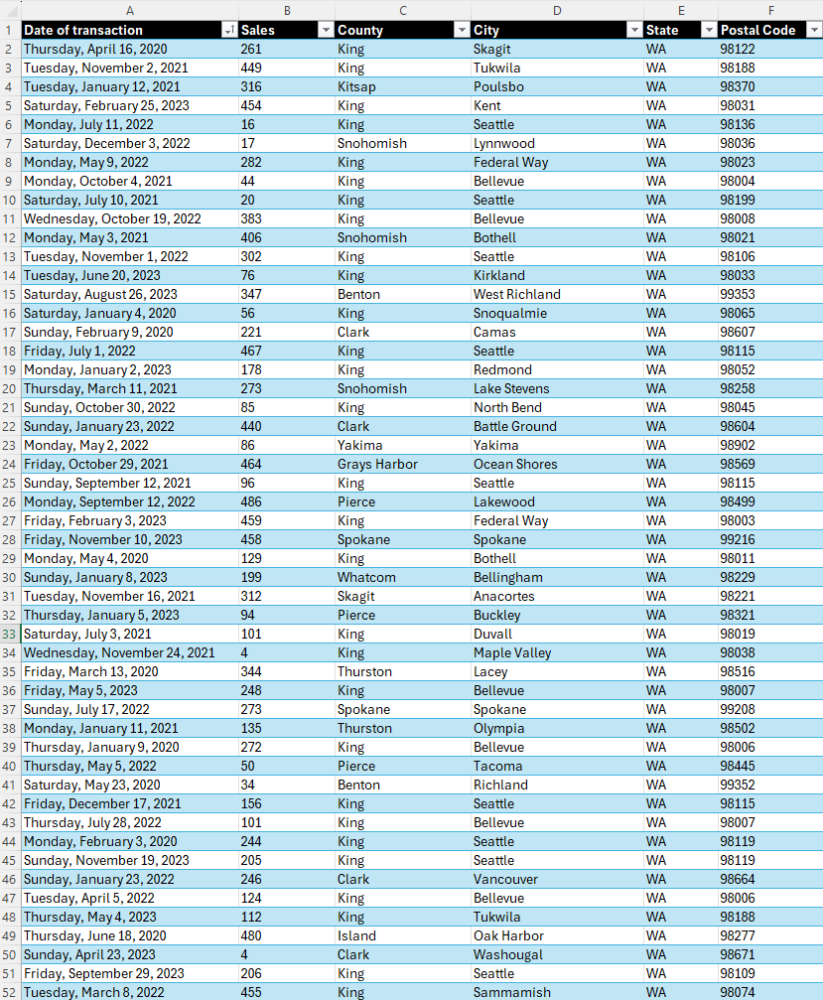 A B C D E F
1 Date of transaction Sales County City State Postal Code
2 Thursday, April 16, 2020 261 King Skagit WA 98122
3 Tuesday, November 2, 2021 449 King Tukwila WA 98188
4 Tuesday, January 12, 2021 316 Kitsap Poulsbo WA 98370
5 Saturday, February 25, 2023 454 King Kent WA 98031
6 Monday, July 11, 2022 16 King Seattle WA 98136
7 Saturday, December 3, 2022 17 Snohomish Lynnwood WA 98036
8 Monday, May 9, 2022 282 King Federal Way WA 98023
9 Monday, October 4, 2021 44 King Bellevue WA 98004
10 Saturday, July 10, 2021 20 King Seattle WA 98199
11 Wednesday, October 19, 2022 383 King Bellevue WA 98008
12 Monday, May 3, 2021 406 Snohomish Bothell WA 98021
13 Tuesday, November 1, 2022 302 King Seattle WA 98106
14 Tuesday, June 20, 2023 76 King Kirkland WA 98033
15 Saturday, August 26, 2023 347 Benton West Richland WA 99353
16 Saturday, January 4, 2020 56 King Snoqualmie WA 98065
17 Sunday, February 9, 2020 221 Clark Camas WA 98607
18 Friday, July 1, 2022 467 King Seattle WA 98115
19 Monday, January 2, 2023 178 King Redmond WA 98052
20 Thursday, March 11, 2021 273 Snohomish Lake Stevens WA 98258
21 Sunday, October 30, 2022 85 King North Bend WA 98045
22 Sunday, January 23, 2022 440 Clark Battle Ground WA 98604
23 Monday, May 2, 2022 86 Yakima Yakima WA 98902
24 Friday, October 29, 2021 464 Grays Harbor Ocean Shores WA 98569
25 Sunday, September 12, 2021 96 King Seattle WA 98115
26 Monday, September 12, 2022 486 Pierce Lakewood WA 98499
27 Friday, February 3, 2023 459 King Federal Way WA 98003
28 Friday, November 10, 2023 458 Spokane Spokane WA 99216
29 Monday, May 4, 2020 129 King Bothell WA 98011
30 Sunday, January 8, 2023 199 Whatcom Bellingham WA 98229
31 Tuesday, November 16, 2021 312 Skagit Anacortes WA 98221
32 Thursday, January 5, 2023 94 Pierce Buckley WA 98321
33 Saturday, July 3, 2021 101 King Duvall WA 98019
34 Wednesday, November 24, 2021 4 King Maple Valley WA 98038
35 Friday, March 13, 2020 344 Thurston Lacey WA 98516
36 Friday, May 5, 2023 248 King Bellevue WA 98007
37 Sunday, July 17, 2022 273 Spokane Spokane WA 99208
38 Monday, January 11, 2021 135 Thurston Olympia WA 98502
39 Thursday, January 9, 2020 272 King Bellevue WA 98006
40 Thursday, May 5, 2022 50 Pierce Tacoma WA 98445
41 Saturday, May 23, 2020 34 Benton Richland WA 99352
42 Friday, December 17, 2021 156 King Seattle WA 98115
43 Thursday, July 28, 2022 101 King Bellevue WA 98007
44 Monday, February 3, 2020 244 King Seattle WA 98119
45 Sunday, November 19, 2023 205 King Seattle WA 98119
46 Sunday, January 23, 2022 246 Clark Vancouver WA 98664
47 Tuesday, April 5, 2022 124 King Bellevue WA 98006
48 Thursday, May 4, 2023 112 King Tukwila WA 98188
49 Thursday, June 18, 2020 480 Island Oak Harbor WA 98277
50 Sunday, April 23, 2023 4 Clark Washougal WA 98671
51 Friday, September 29, 2023 206 King Seattle WA 98109
52 Tuesday, March 8, 2022 455 King Sammamish WA 98074